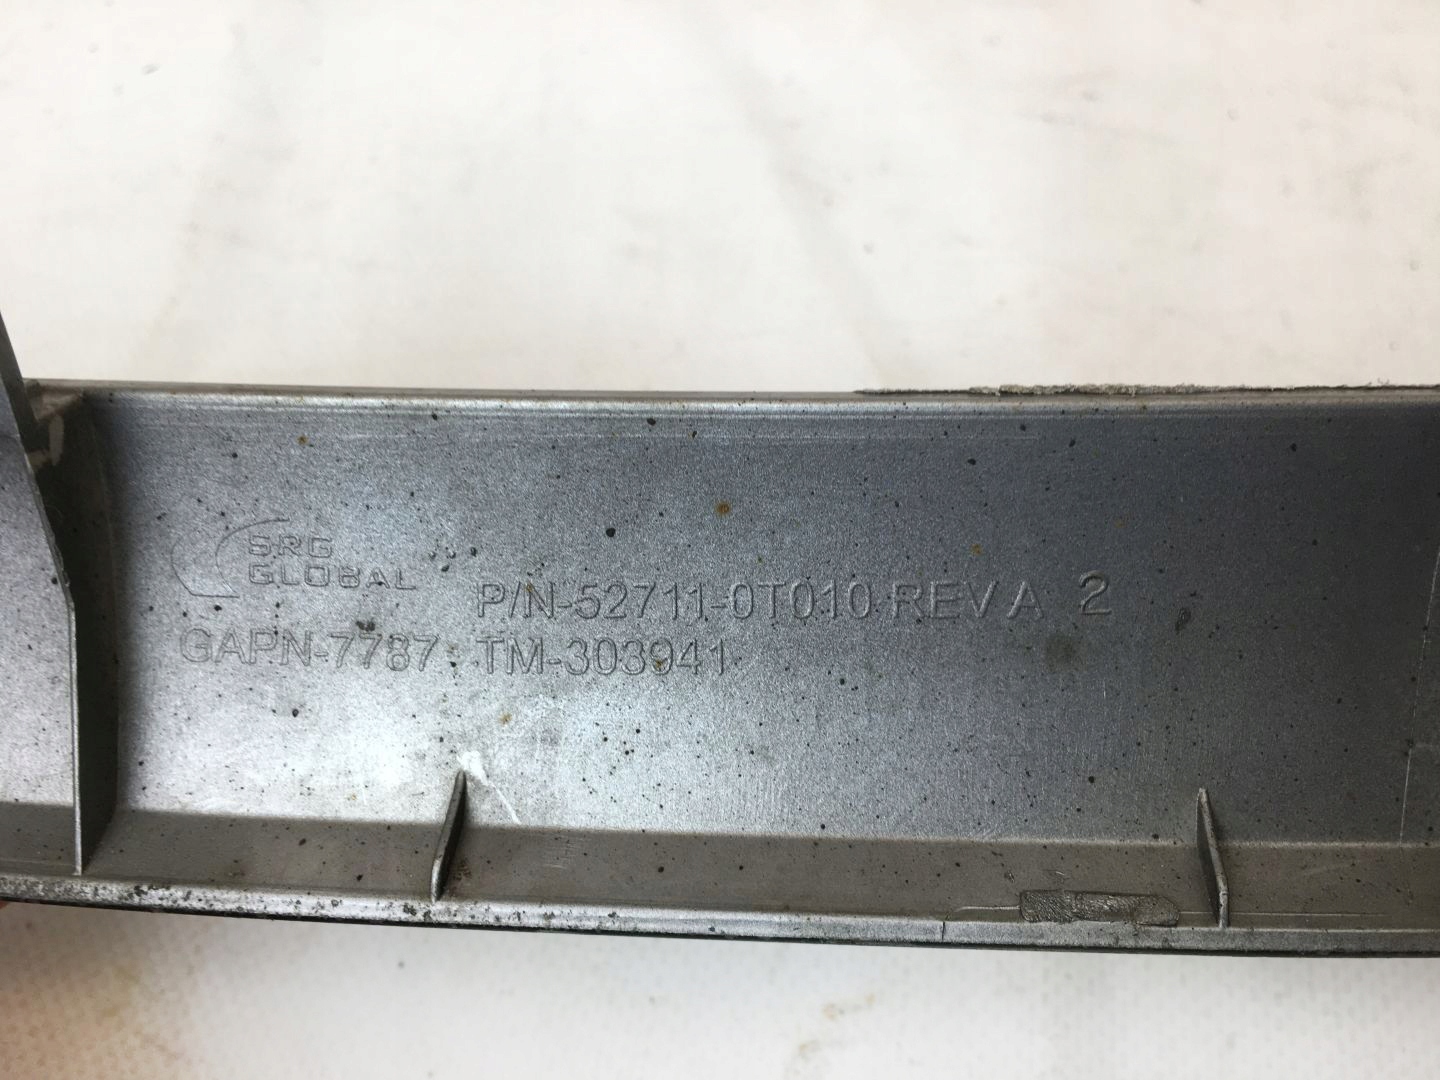 SRG
GLOBAL
P/N-52711-0T010 REV A 2
GAPN-7787 TM-303941